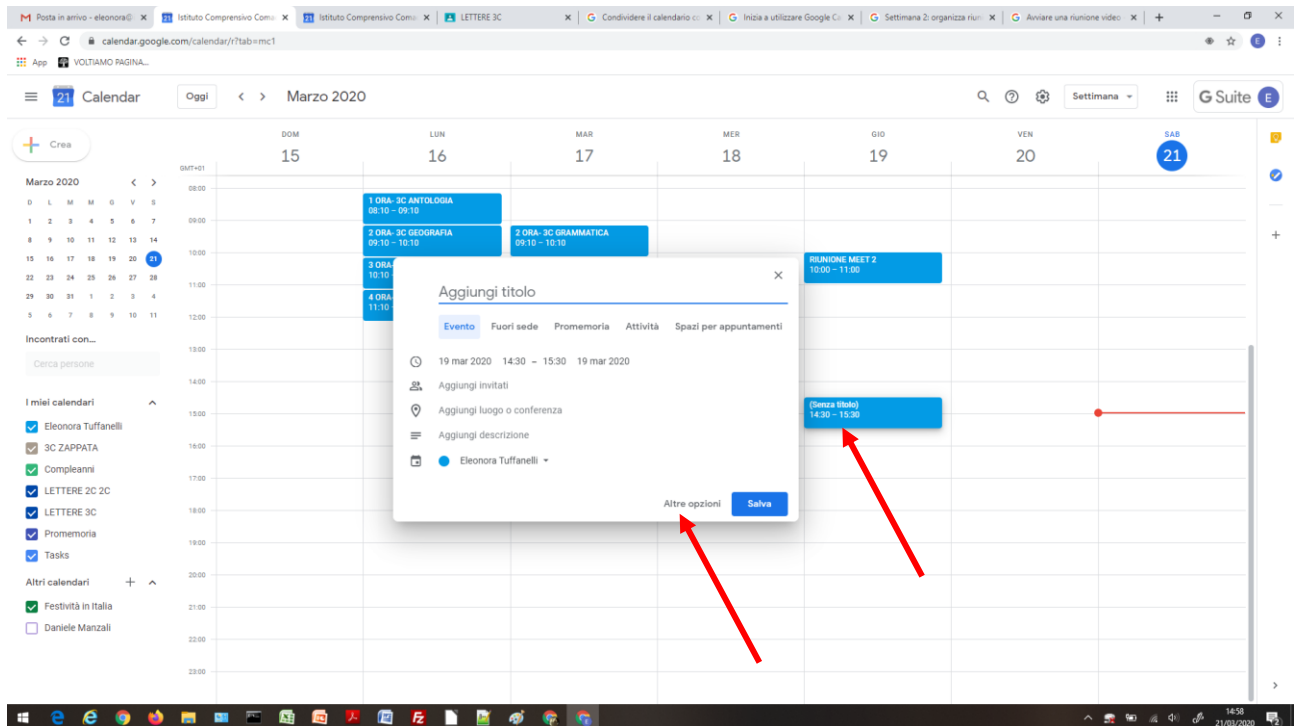 Posta in arrivo - eleonora@
Istituto Comprensivo Coma
Istituto Comprensivo Coma
LETTERE 3C
Condividere il calendario co
Inizia a utilizzare Google Ca
Settimana 2: organizza riuni
Avviare una riunione video
calendar.google.com/calendar/r?tab=mc1
E
App
VOLTIAMO PAGINA...
21
Calendar
Oggi
Marzo 2020
Settimana
G Suite
E
Crea
DOM
LUN
MAR
MER
GIO
VEN
SAB
15
16
17
18
19
20
21
GMT+01
Marzo 2020
D L M M G V S
1 2 3 4 5 6 7
8 9 10 11 12 13 14
15 16 17 18 19 20 21
22 23 24 25 26 27 28
29 30 31 1 2 3 4
5 6 7 8 9 10 11
Incontrati con...
Cerca persone
I miei calendari
Eleonora Tuffanelli
3C ZAPPATA
Compleanni
LETTERE 2C 2C
LETTERE 3C
Promemoria
Tasks
Altri calendari
Festività in Italia
Daniele Manzali
08:00
09:00
10:00
11:00
12:00
13:00
14:00
15:00
16:00
17:00
18:00
19:00
20:00
21:00
22:00
23:00
1 ORA- 3C ANTOLOGIA
08:10 – 09:10
2 ORA- 3C GEOGRAFIA
09:10 – 10:10
3 ORA
10:10
4 ORA
11:10
2 ORA- 3C GRAMMATICA
09:10 – 10:10
RIUNIONE MEET 2
10:00 – 11:00
(Senza titolo)
14:30 – 15:30
Aggiungi titolo
Evento
Fuori sede
Promemoria
Attività
Spazi per appuntamenti
19 mar 2020 14:30 – 15:30 19 mar 2020
Aggiungi invitati
Aggiungi luogo o conferenza
Aggiungi descrizione
Eleonora Tuffanelli
Altre opzioni
Salva
14:58
21/03/2020